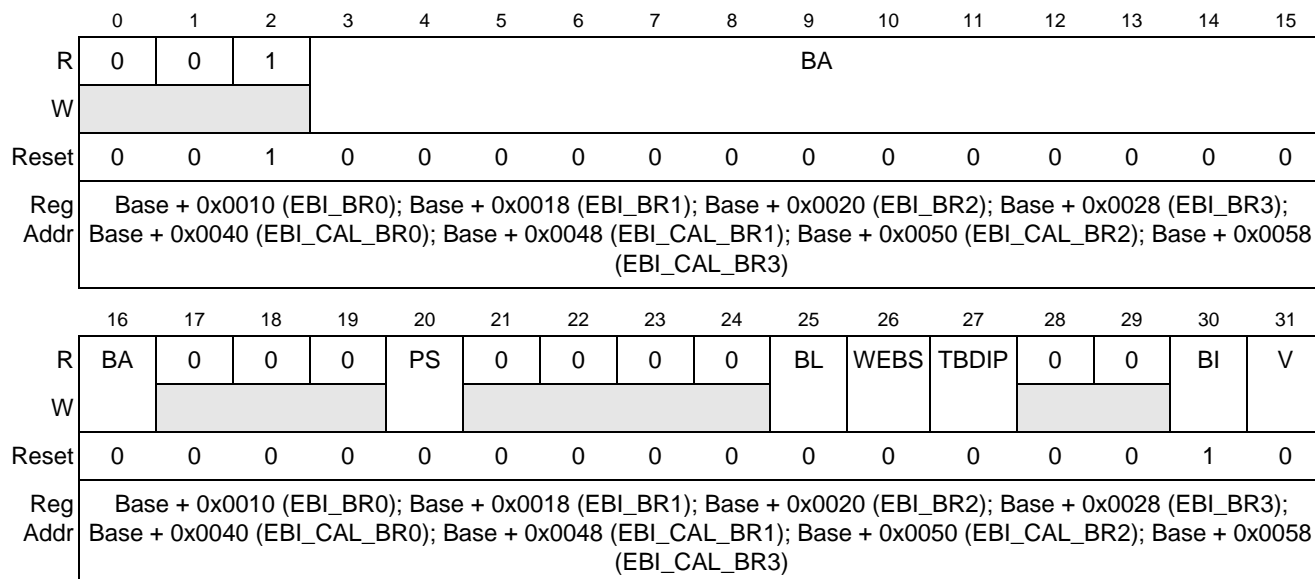 0 1 2 3 4 5 6 7 8 9 10 11 12 13 14 15
R 0 0 1 BA
W
Reset 0 0 1 0 0 0 0 0 0 0 0 0 0 0 0 0
Reg Base + 0x0010 (EBI_BR0); Base + 0x0018 (EBI_BR1); Base + 0x0020 (EBI_BR2); Base + 0x0028 (EBI_BR3);
Addr Base + 0x0040 (EBI_CAL_BR0); Base + 0x0048 (EBI_CAL_BR1); Base + 0x0050 (EBI_CAL_BR2); Base + 0x0058
(EBI_CAL_BR3)
16 17 18 19 20 21 22 23 24 25 26 27 28 29 30 31
R BA 0 0 0 PS 0 0 0 0 BL WEBS TBDIP 0 0 BI V
W
Reset 0 0 0 0 0 0 0 0 0 0 0 0 0 0 1 0
Reg Base + 0x0010 (EBI_BR0); Base + 0x0018 (EBI_BR1); Base + 0x0020 (EBI_BR2); Base + 0x0028 (EBI_BR3);
Addr Base + 0x0040 (EBI_CAL_BR0); Base + 0x0048 (EBI_CAL_BR1); Base + 0x0050 (EBI_CAL_BR2); Base + 0x0058
(EBI_CAL_BR3)